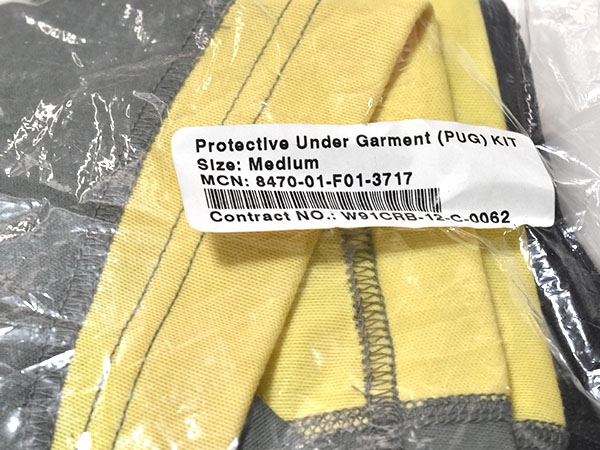 Protective Under Garment (PUG) KIT
Size: Medium
MCN: 8470-01-F01-3717
Contract NO.: W91CRB-12-C-0062